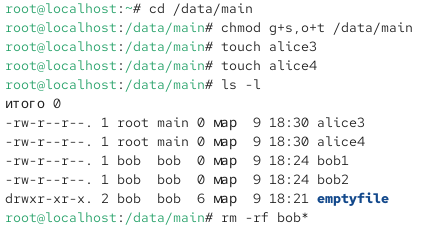 root@localhost:~# cd /data/main
root@localhost:/data/main# chmod g+s,o+t /data/main
root@localhost:/data/main# touch alice3
root@localhost:/data/main# touch alice4
root@localhost:/data/main# ls -l
итого 0
-rw-r--r--. 1 root main 0 мар  9 18:30 alice3
-rw-r--r--. 1 root main 0 мар  9 18:30 alice4
-rw-r--r--. 1 bob  bob  0 мар  9 18:24 bob1
-rw-r--r--. 1 bob  bob  0 мар  9 18:24 bob2
drwxr-xr-x. 2 bob  bob  6 мар  9 18:21 emptyfile
root@localhost:/data/main# rm -rf bob*